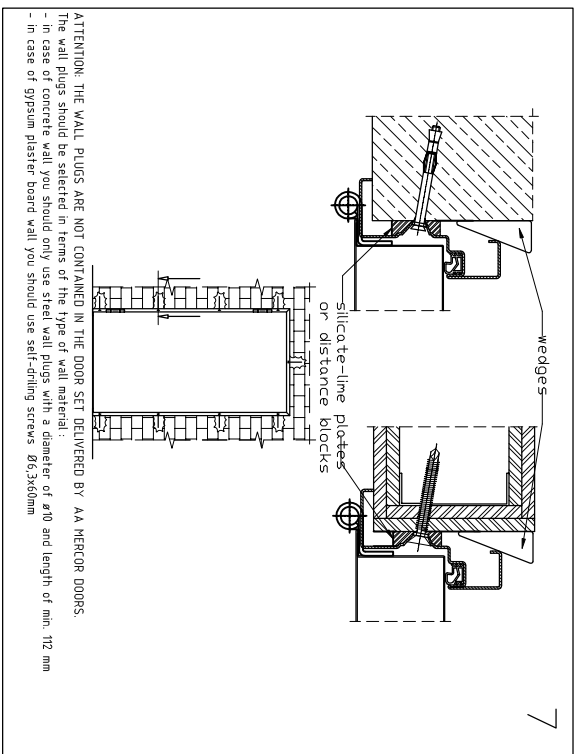 7
wedges
silicate-lime plates
or distance blocks
ATTENTION: THE WALL PLUGS ARE NOT CONTAINED IN THE DOOR SET DELIVERED BY AA MERCOR DOORS.
The wall plugs should be selected in terms of the type of wall material :
- in case of concrete wall you should only use steel wall plugs with a diameter of ø10 and length of min. 112 mm
- in case of gypsum plaster board wall you should use self-driling screws Ø6,3x60mm